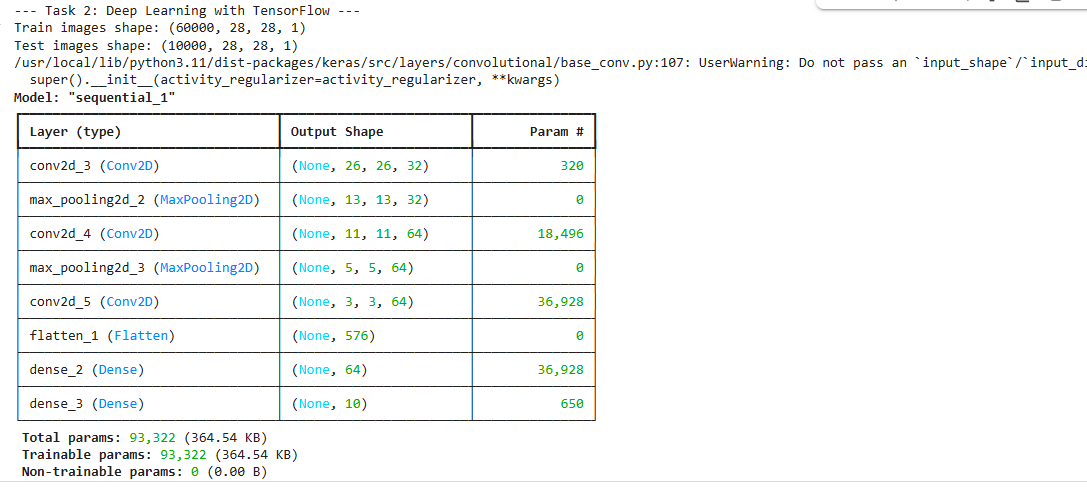 --- Task 2: Deep Learning with TensorFlow ---
Train images shape: (60000, 28, 28, 1)
Test images shape: (10000, 28, 28, 1)
/usr/local/lib/python3.11/dist-packages/keras/src/layers/convolutional/base_conv.py:107: UserWarning: Do not pass an `input_shape`/`input_di
super().__init__(activity_regularizer=activity_regularizer, **kwargs)
Model: "sequential_1"
Layer (type) Output Shape Param #
conv2d_3 (Conv2D) (None, 26, 26, 32) 320
max_pooling2d_2 (MaxPooling2D) (None, 13, 13, 32) 0
conv2d_4 (Conv2D) (None, 11, 11, 64) 18,496
max_pooling2d_3 (MaxPooling2D) (None, 5, 5, 64) 0
conv2d_5 (Conv2D) (None, 3, 3, 64) 36,928
flatten_1 (Flatten) (None, 576) 0
dense_2 (Dense) (None, 64) 36,928
dense_3 (Dense) (None, 10) 650
Total params: 93,322 (364.54 KB)
Trainable params: 93,322 (364.54 KB)
Non-trainable params: 0 (0.00 B)